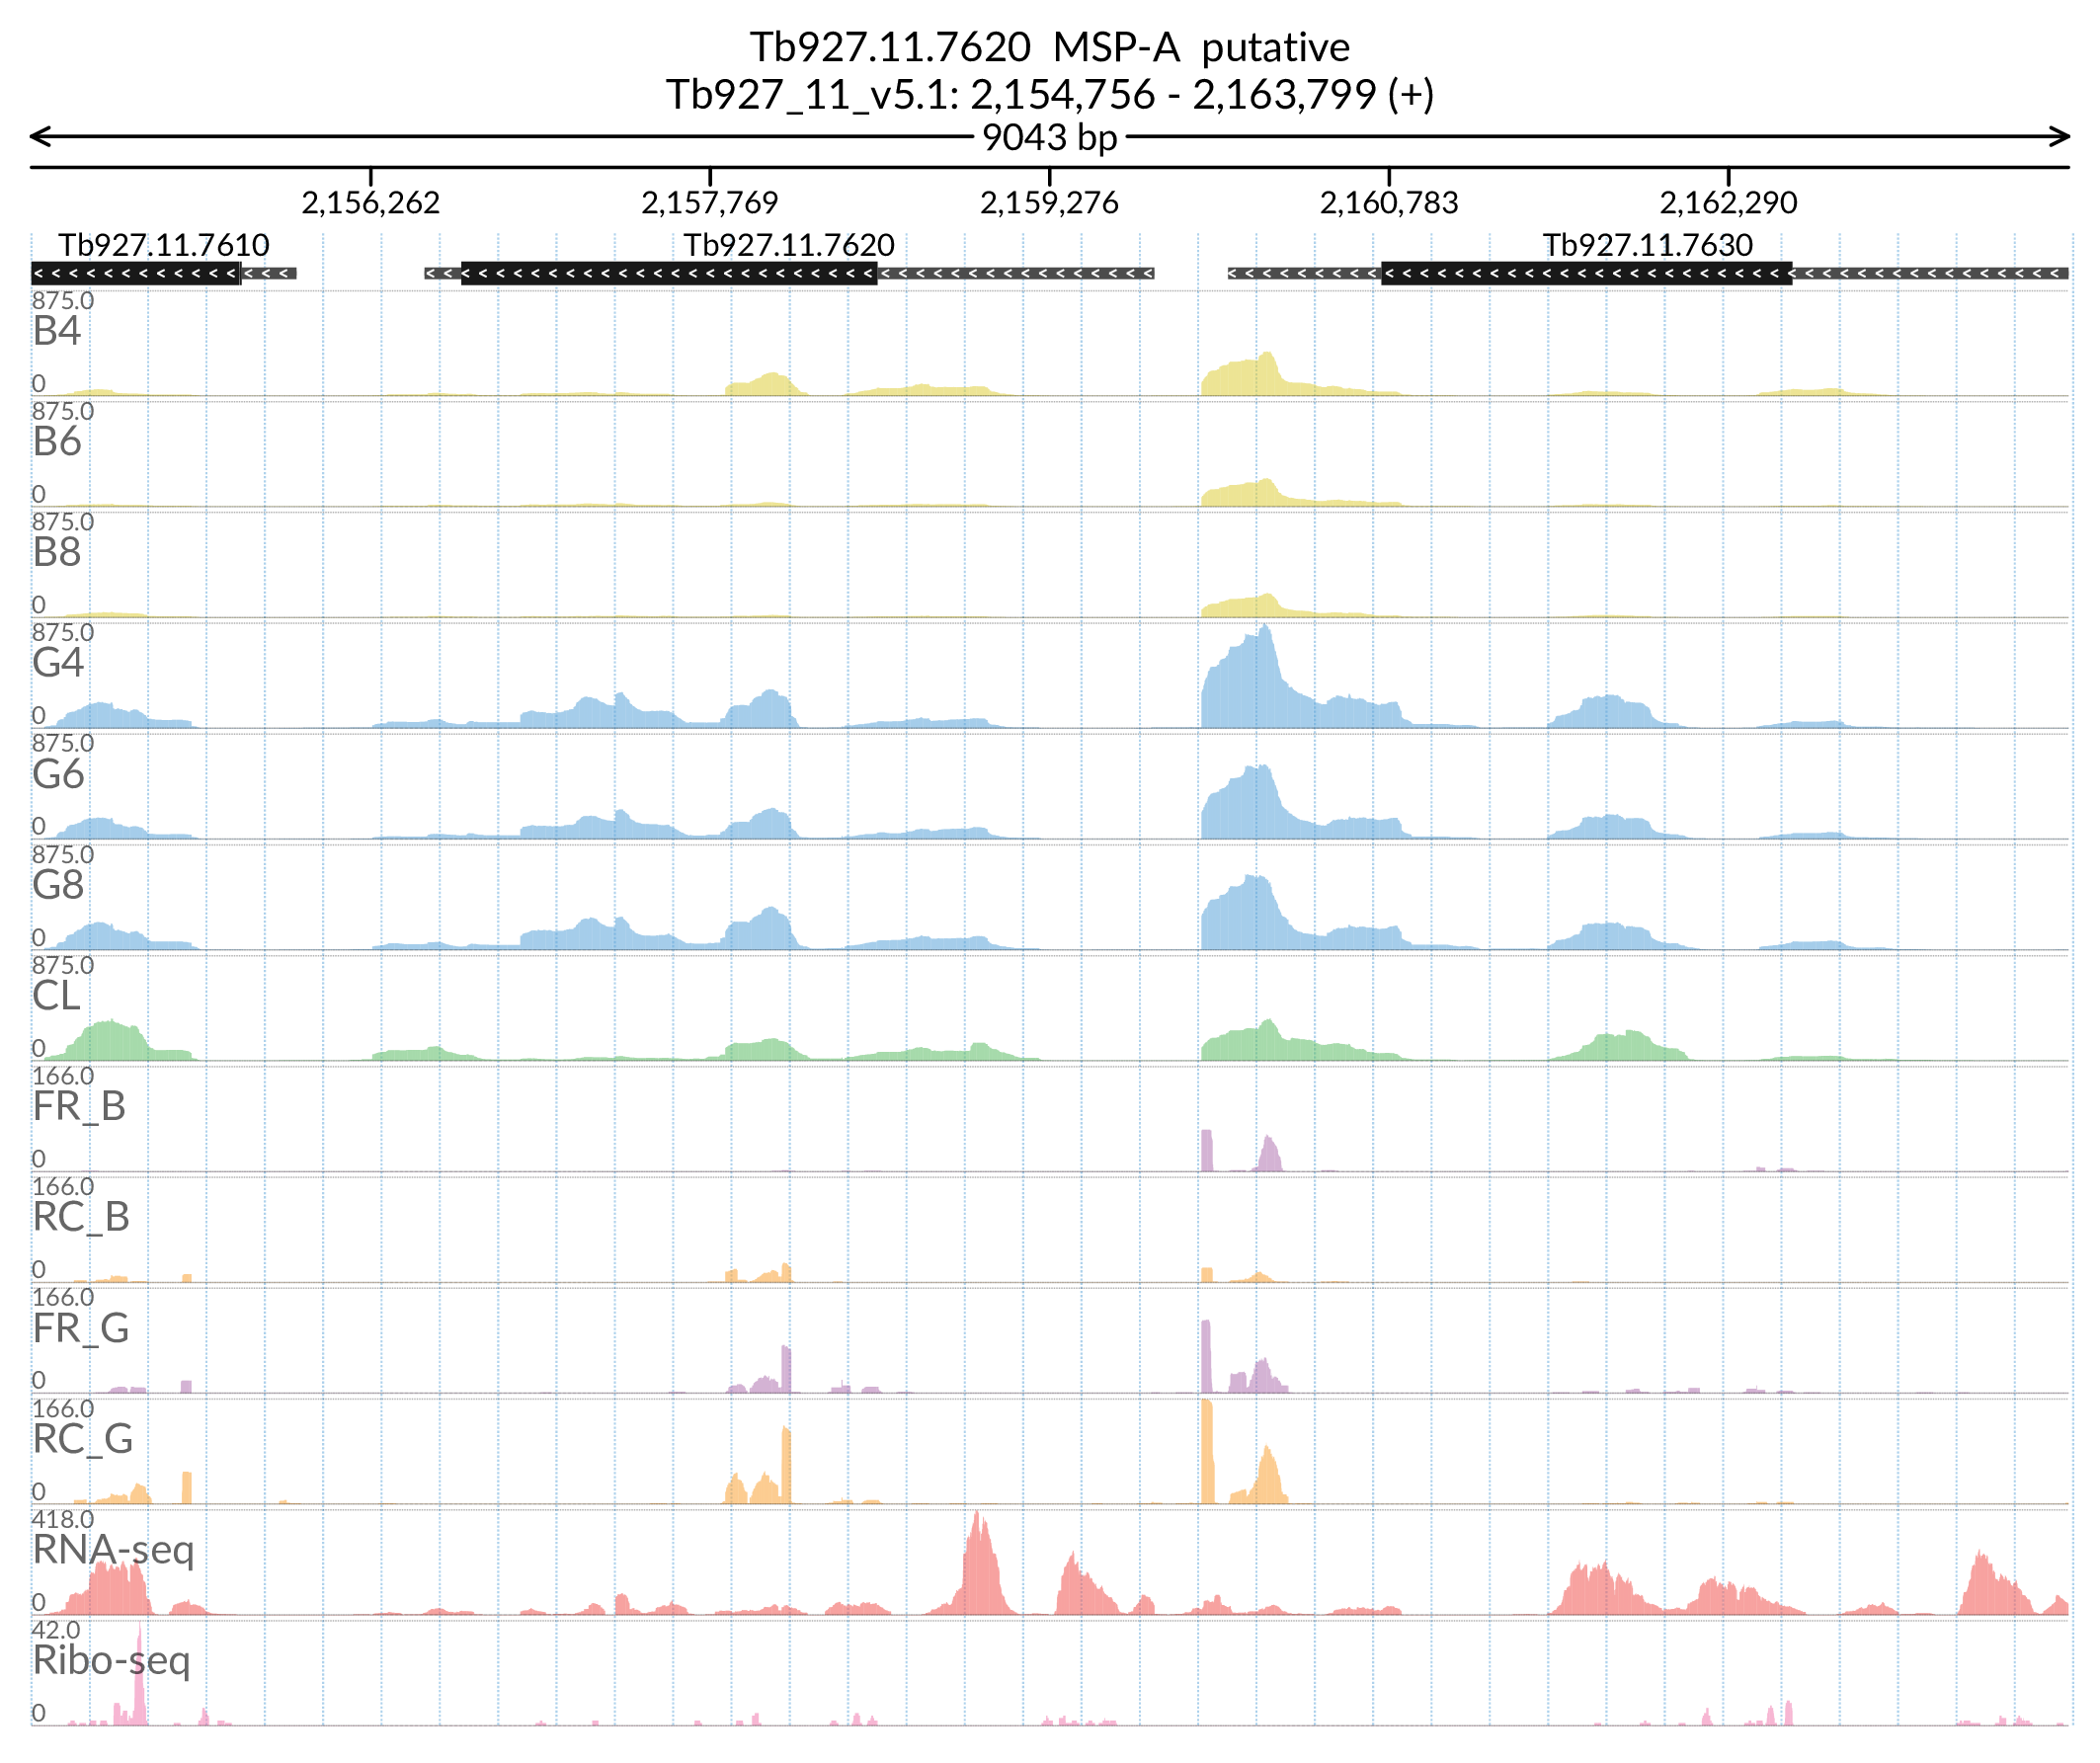 Tb927.11.7620 MSP-A putative
Tb927_11_v5.1: 2,154,756 - 2,163,799 (+)
9043 bp
2,156,262 2,157,769 2,159,276 2,160,783 2,162,290
Tb927.11.7610 Tb927.11.7620 Tb927.11.7630
875.0
B4
0
875.0
B6
0
875.0
B8
0
875.0
G4
0
875.0
G6
0
875.0
G8
0
875.0
CL
0
166.0
FR_B
0
166.0
RC_B
0
166.0
FR_G
0
166.0
RC_G
0
418.0
RNA-seq
0
42.0
Ribo-seq
0